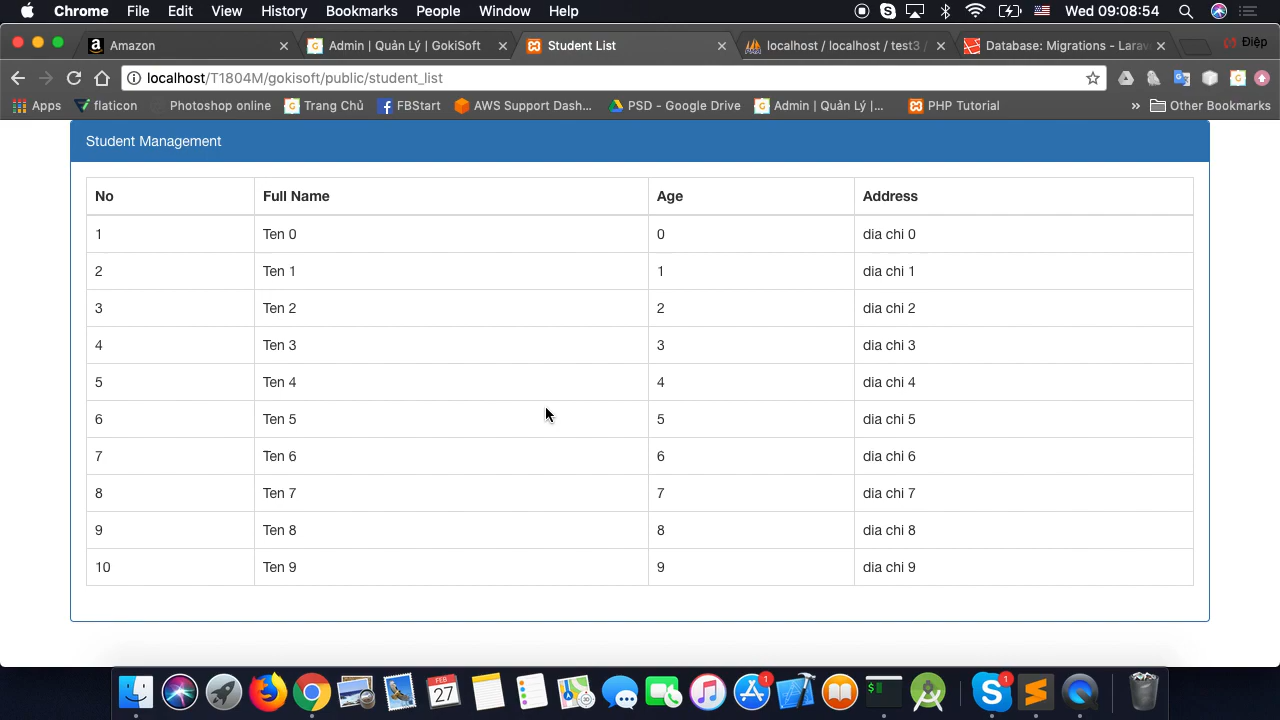 Chrome File Edit View History Bookmarks People Window Help Wed 09:08:54
Amazon Admin | Quản Lý | GokiSoft Student List localhost / localhost / test3 / Database: Migrations - Larav Điệp
localhost/T1804M/gokisoft/public/student_list
Apps flaticon Photoshop online Trang Chủ FBStart AWS Support Dash... PSD - Google Drive Admin | Quản Lý |... PHP Tutorial » Other Bookmarks
Student Management
No Full Name Age Address
1 Ten 0 0 dia chi 0
2 Ten 1 1 dia chi 1
3 Ten 2 2 dia chi 2
4 Ten 3 3 dia chi 3
5 Ten 4 4 dia chi 4
6 Ten 5 5 dia chi 5
7 Ten 6 6 dia chi 6
8 Ten 7 7 dia chi 7
9 Ten 8 8 dia chi 8
10 Ten 9 9 dia chi 9
FEB
27
1
1